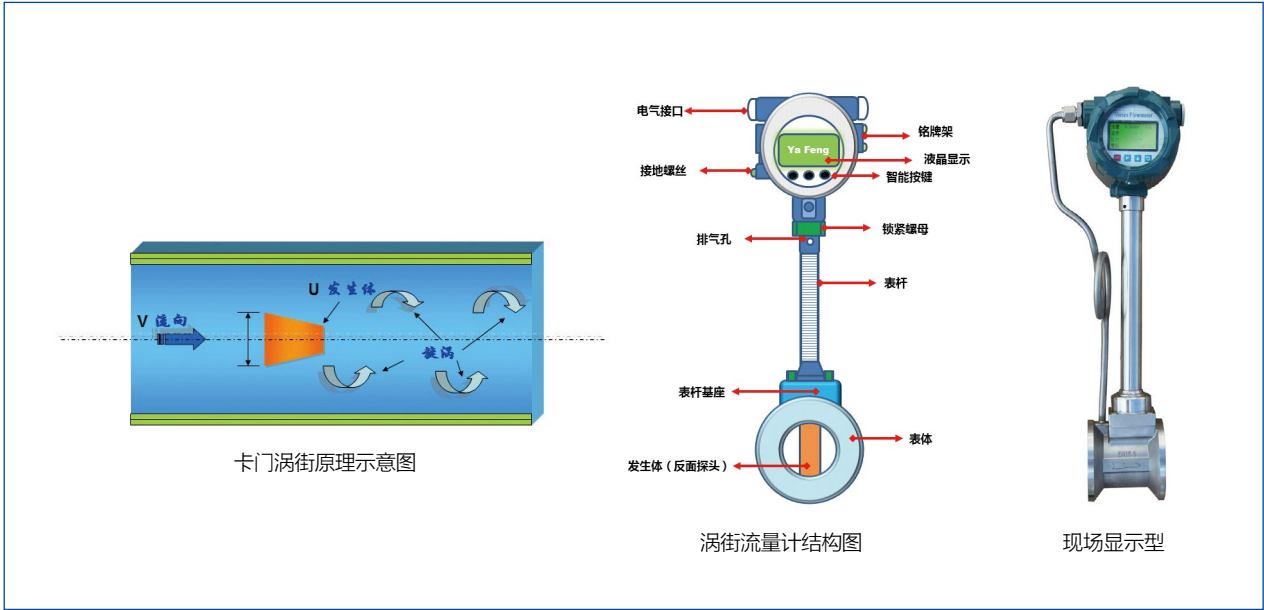 V 流向
U 发生体
旋涡
卡门涡街原理示意图
电气接口
铭牌架
Ya Feng
液晶显示
接地螺丝
智能按键
锁紧螺母
排气孔
表杆
表杆基座
表体
发生体（反面探头）
涡街流量计结构图
现场显示型